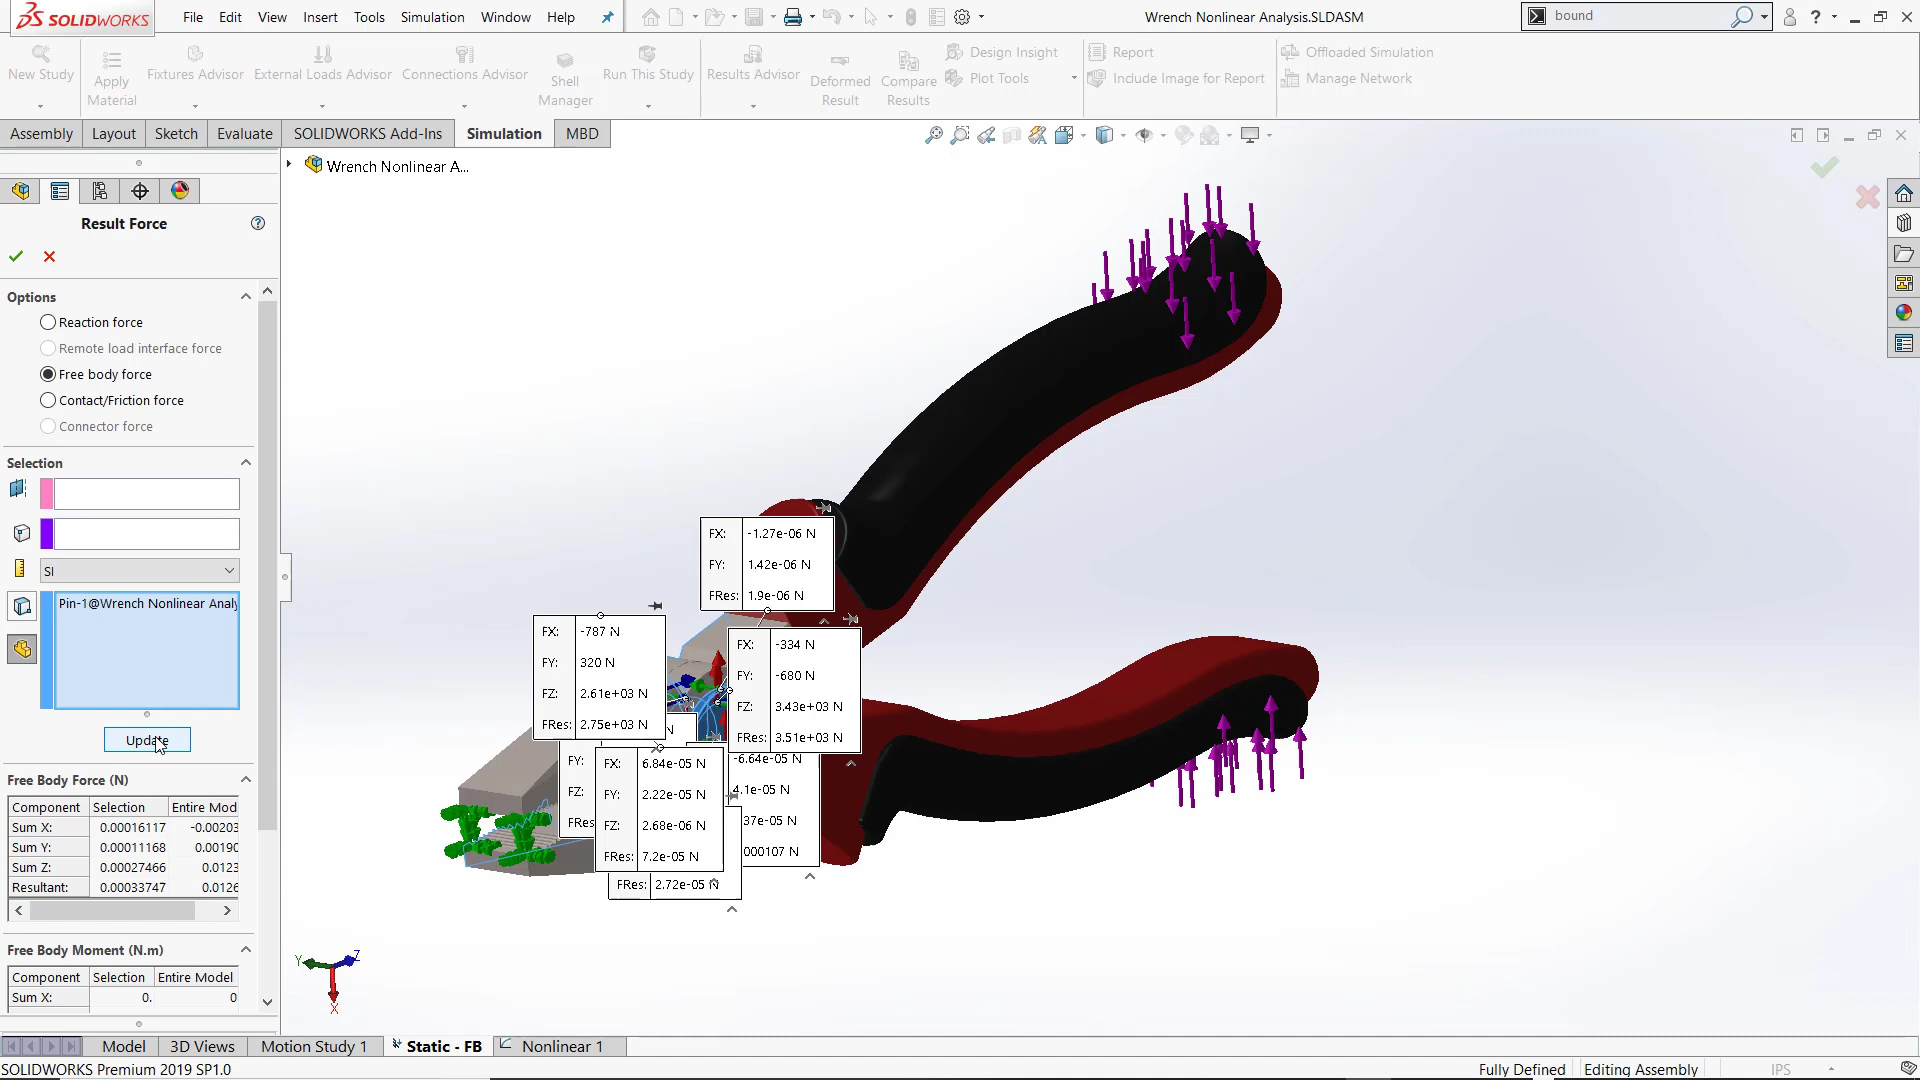 SOLIDWORKS
File Edit View Insert Tools Simulation Window Help
Wrench Nonlinear Analysis.SLDASM
bound
New Study
Apply Material
Fixtures Advisor
External Loads Advisor
Connections Advisor
Shell Manager
Run This Study
Results Advisor
Deformed Result
Compare Results
Design Insight
Plot Tools
Report
Include Image for Report
Offloaded Simulation
Manage Network
Assembly Layout Sketch Evaluate SOLIDWORKS Add-Ins Simulation MBD
Wrench Nonlinear A...
Result Force
Options
Reaction force
Remote load interface force
Free body force
Contact/Friction force
Connector force
Selection
SI
Pin-1@Wrench Nonlinear Analy
Update
Free Body Force (N)
Component Selection Entire Mod
Sum X: 0.00016117 -0.00203
Sum Y: 0.00011168 0.00190
Sum Z: 0.00027466 0.0123
Resultant: 0.00033747 0.0126
Free Body Moment (N.m)
Component Selection Entire Model
Sum X: 0. 0
FX: -1.27e-06 N
FY: 1.42e-06 N
FRes: 1.9e-06 N
FX: -787 N
FY: 320 N
FZ: 2.61e+03 N
FRes: 2.75e+03 N
FX: -334 N
FY: -680 N
FZ: 3.43e+03 N
FRes: 3.51e+03 N
FY:
FZ:
FRes
FX: 6.84e-05 N
FY: 2.22e-05 N
FZ: 2.68e-06 N
FRes: 7.2e-05 N
-6.64e-05 N
4.1e-05 N
37e-05 N
000107 N
FRes: 2.72e-05 N
Y Z
X
Model 3D Views Motion Study 1 Static - FB Nonlinear 1
SOLIDWORKS Premium 2019 SP1.0
Fully Defined Editing Assembly IPS